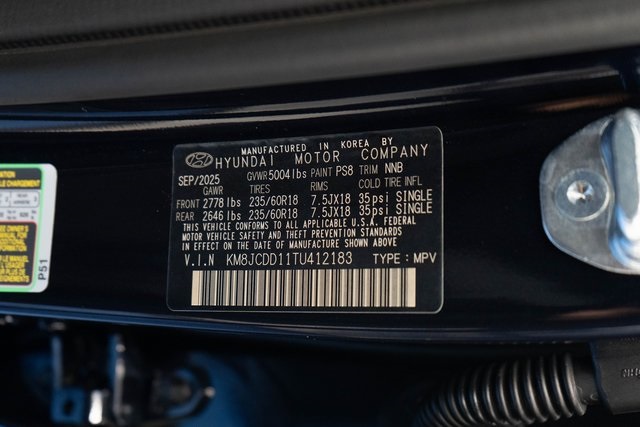 MANUFACTURED IN KOREA BY
HYUNDAI MOTOR COMPANY
SEP/2025 GVWR 5004 lbs PAINT PS8 TRIM NNB
GAWR TIRES RIMS COLD TIRE INFL
FRONT 2778 lbs 235/60R18 7.5JX18 35psi SINGLE
REAR 2646 lbs 235/60R18 7.5JX18 35psi SINGLE
THIS VEHICLE CONFORMS TO ALL APPLICABLE U.S.A. FEDERAL
MOTOR VEHICLE SAFETY, BUMPER, AND THEFT PREVENTION STANDARDS
IN EFFECT ON THE DATE OF MANUFACTURE SHOWN ABOVE.
V.I.N KM8JCDD11TU412183 TYPE : MPV
P51